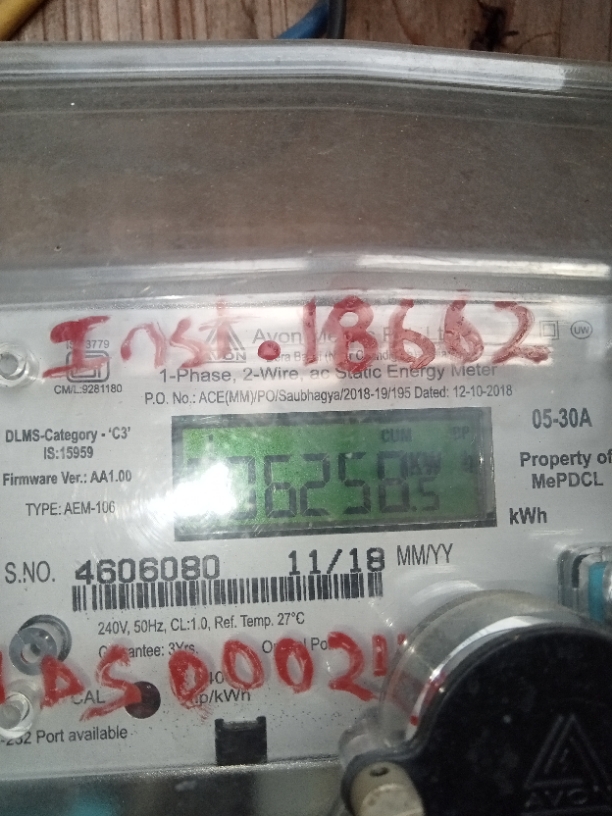 Inst. 18662
3779
CM/L.9281180
1-Phase, 2-Wire, ac Static Energy Meter
P.O. No.: ACE(MM)/PO/Saubhagya/2018-19/195 Dated: 12-10-2018
DLMS-Category - 'C3'
IS:15959
Firmware Ver.: AA1.00
TYPE: AEM-106
CUM
KW
05-30A
Property of
MePDCL
kWh
S.NO. 4606080 11/18 MM/YY
240V, 50Hz, CL:1.0, Ref. Temp. 27°C
3Yrs.
CAL
/kWh
Port available
AVON